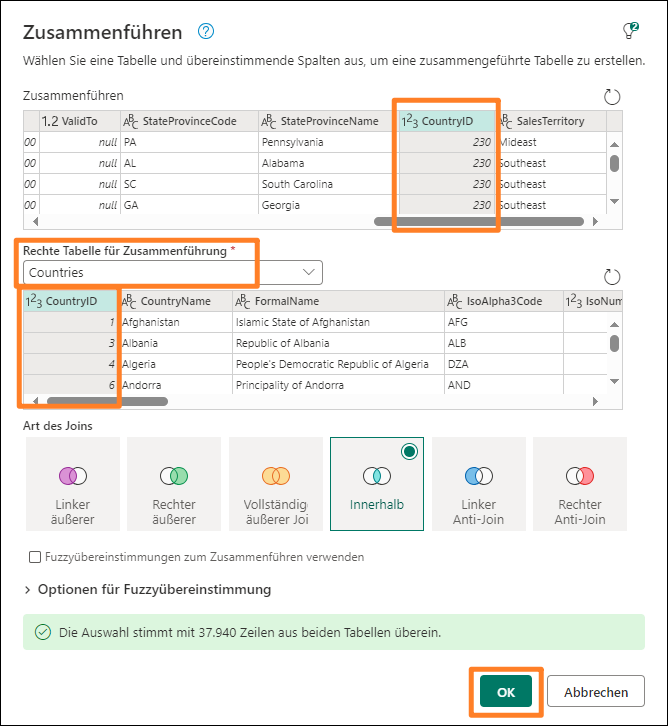 Zusammenführen
Wählen Sie eine Tabelle und übereinstimmende Spalten aus, um eine zusammengeführte Tabelle zu erstellen.
Zusammenführen
1.2 ValidTo ABC StateProvinceCode ABC StateProvinceName 123 CountryID ABC SalesTerritory
00 null PA Pennsylvania 230 Mideast
00 null AL Alabama 230 Southeast
00 null SC South Carolina 230 Southeast
00 null GA Georgia 230 Southeast
Rechte Tabelle für Zusammenführung *
Countries
123 CountryID ABC CountryName ABC FormalName ABC IsoAlpha3Code 123 IsoNum
1 Afghanistan Islamic State of Afghanistan AFG
3 Albania Republic of Albania ALB
4 Algeria People's Democratic Republic of Algeria DZA
6 Andorra Principality of Andorra AND
Art des Joins
Linker äußerer
Rechter äußerer
Vollständig äußerer Joi
Innerhalb
Linker Anti-Join
Rechter Anti-Join
Fuzzyübereinstimmungen zum Zusammenführen verwenden
Optionen für Fuzzyübereinstimmung
Die Auswahl stimmt mit 37.940 Zeilen aus beiden Tabellen überein.
OK Abbrechen